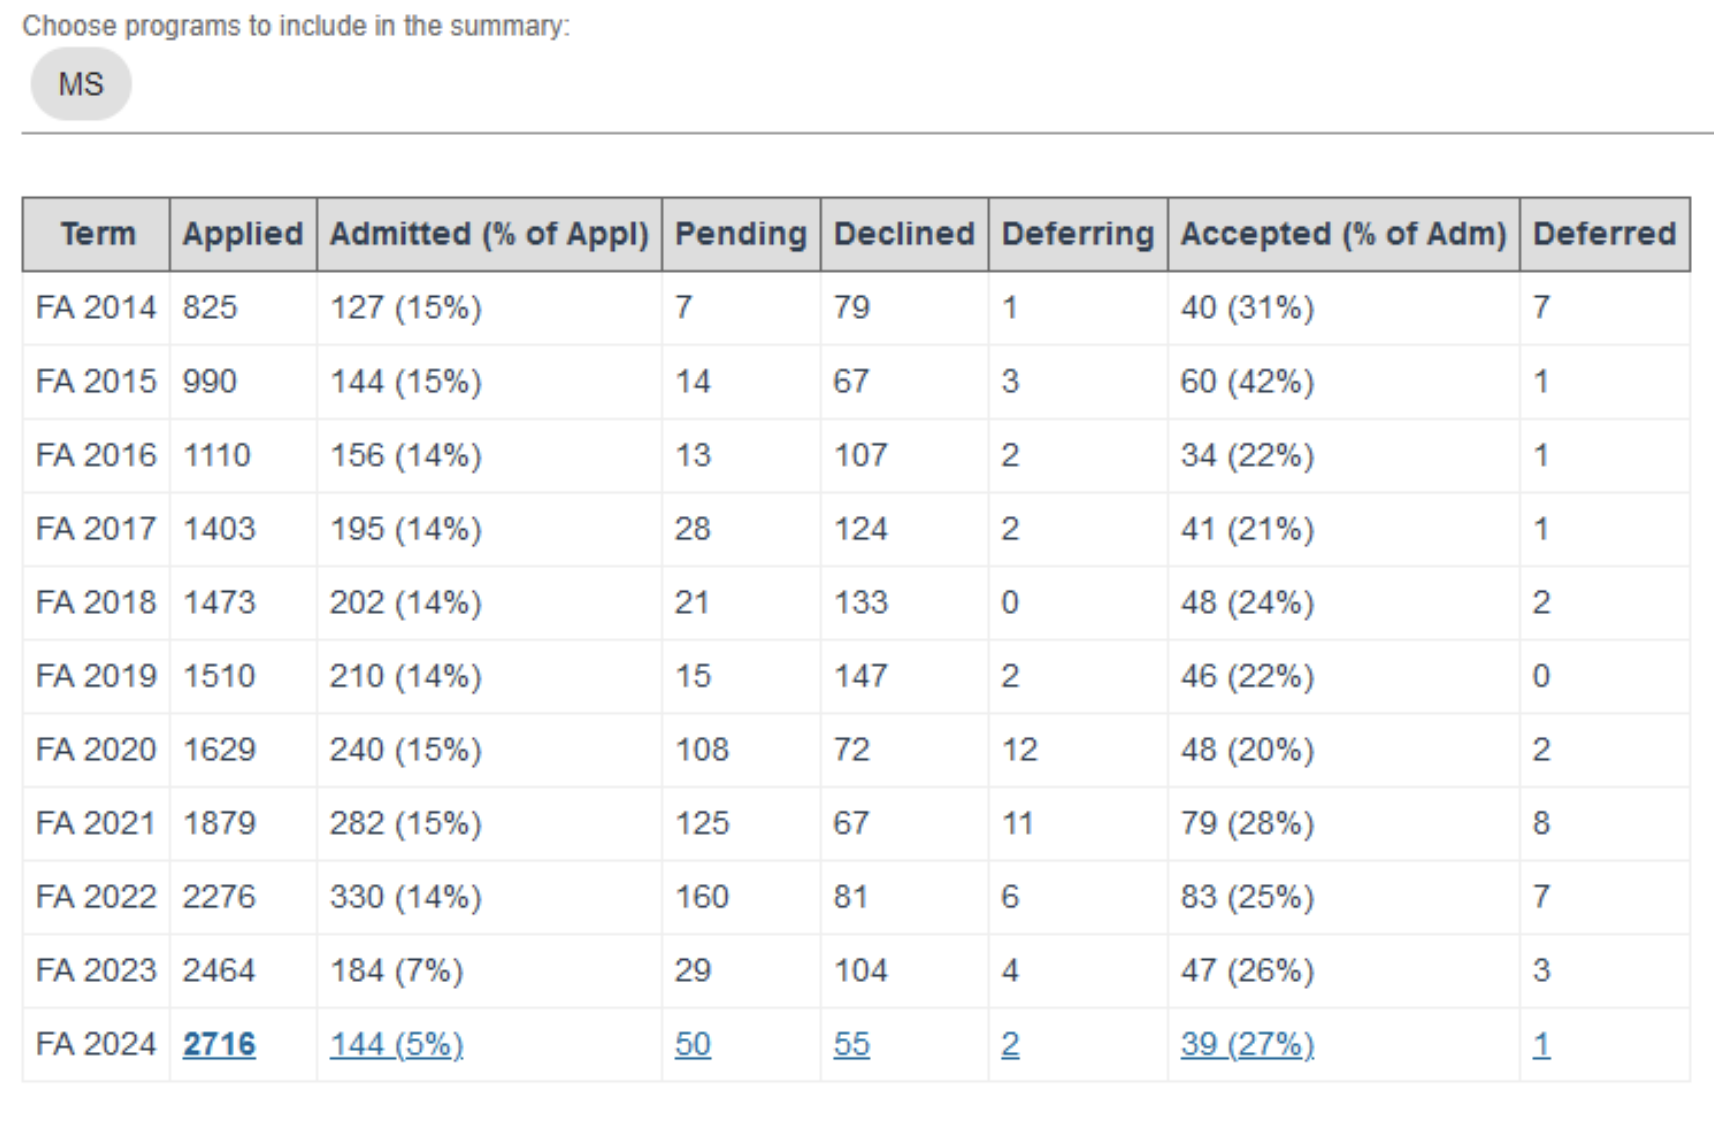 Choose programs to include in the summary:
MS
Term Applied Admitted (% of Appl) Pending Declined Deferring Accepted (% of Adm) Deferred
FA 2014 825 127 (15%) 7 79 1 40 (31%) 7
FA 2015 990 144 (15%) 14 67 3 60 (42%) 1
FA 2016 1110 156 (14%) 13 107 2 34 (22%) 1
FA 2017 1403 195 (14%) 28 124 2 41 (21%) 1
FA 2018 1473 202 (14%) 21 133 0 48 (24%) 2
FA 2019 1510 210 (14%) 15 147 2 46 (22%) 0
FA 2020 1629 240 (15%) 108 72 12 48 (20%) 2
FA 2021 1879 282 (15%) 125 67 11 79 (28%) 8
FA 2022 2276 330 (14%) 160 81 6 83 (25%) 7
FA 2023 2464 184 (7%) 29 104 4 47 (26%) 3
FA 2024 2716 144 (5%) 50 55 2 39 (27%) 1